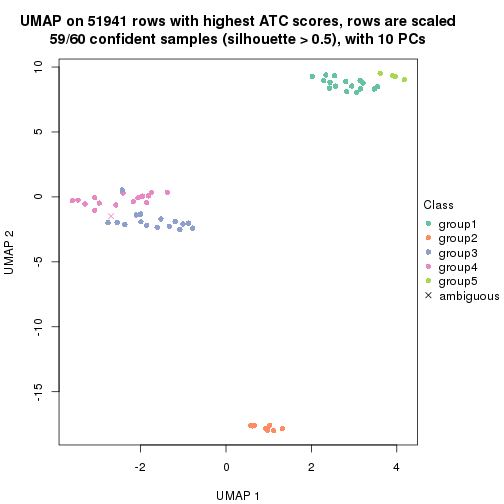 UMAP on 51941 rows with highest ATC scores, rows are scaled
59/60 confident samples (silhouette > 0.5), with 10 PCs
10
5
0
-5
-10
-15
UMAP 2
-2
0
2
4
UMAP 1
Class
group1
group2
group3
group4
group5
ambiguous